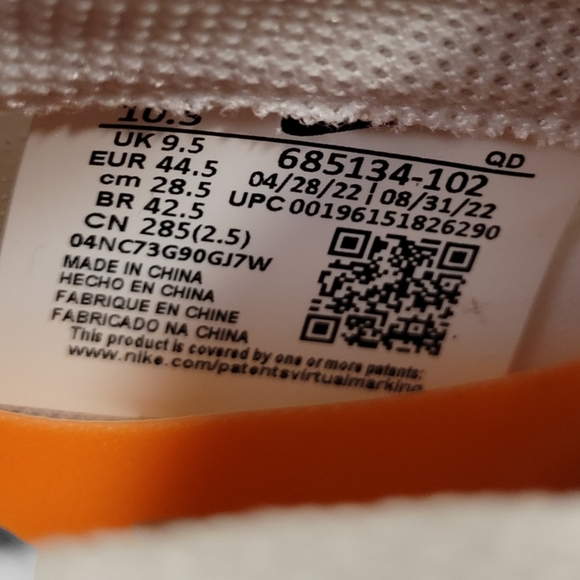 10.5
UK 9.5
EUR 44.5
cm 28.5
BR 42.5
CN 285(2.5)
04NC73G90GJ7W
MADE IN CHINA
HECHO EN CHINA
FABRIQUE EN CHINE
FABRICADO NA CHINA
QD
685134-102
04/28/22 | 08/31/22
UPC 00196151826290
This product is covered by one or more patents:
www.nike.com/patentsvirtualmarking